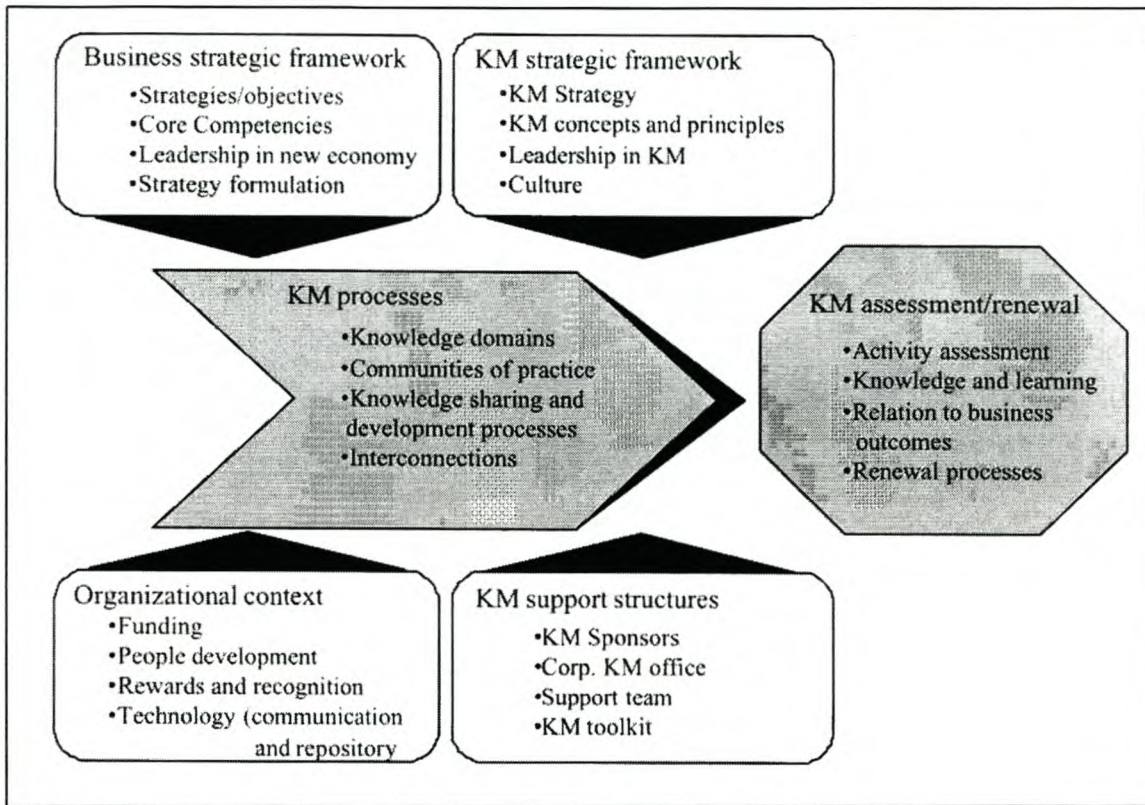 Business strategic framework
•Strategies/objectives
•Core Competencies
•Leadership in new economy
•Strategy formulation
KM strategic framework
•KM Strategy
•KM concepts and principles
•Leadership in KM
•Culture
KM processes
•Knowledge domains
•Communities of practice
•Knowledge sharing and
development processes
•Interconnections
KM assessment/renewal
•Activity assessment
•Knowledge and learning
•Relation to business
outcomes
•Renewal processes
Organizational context
•Funding
•People development
•Rewards and recognition
•Technology (communication
and repository
KM support structures
•KM Sponsors
•Corp. KM office
•Support team
•KM toolkit